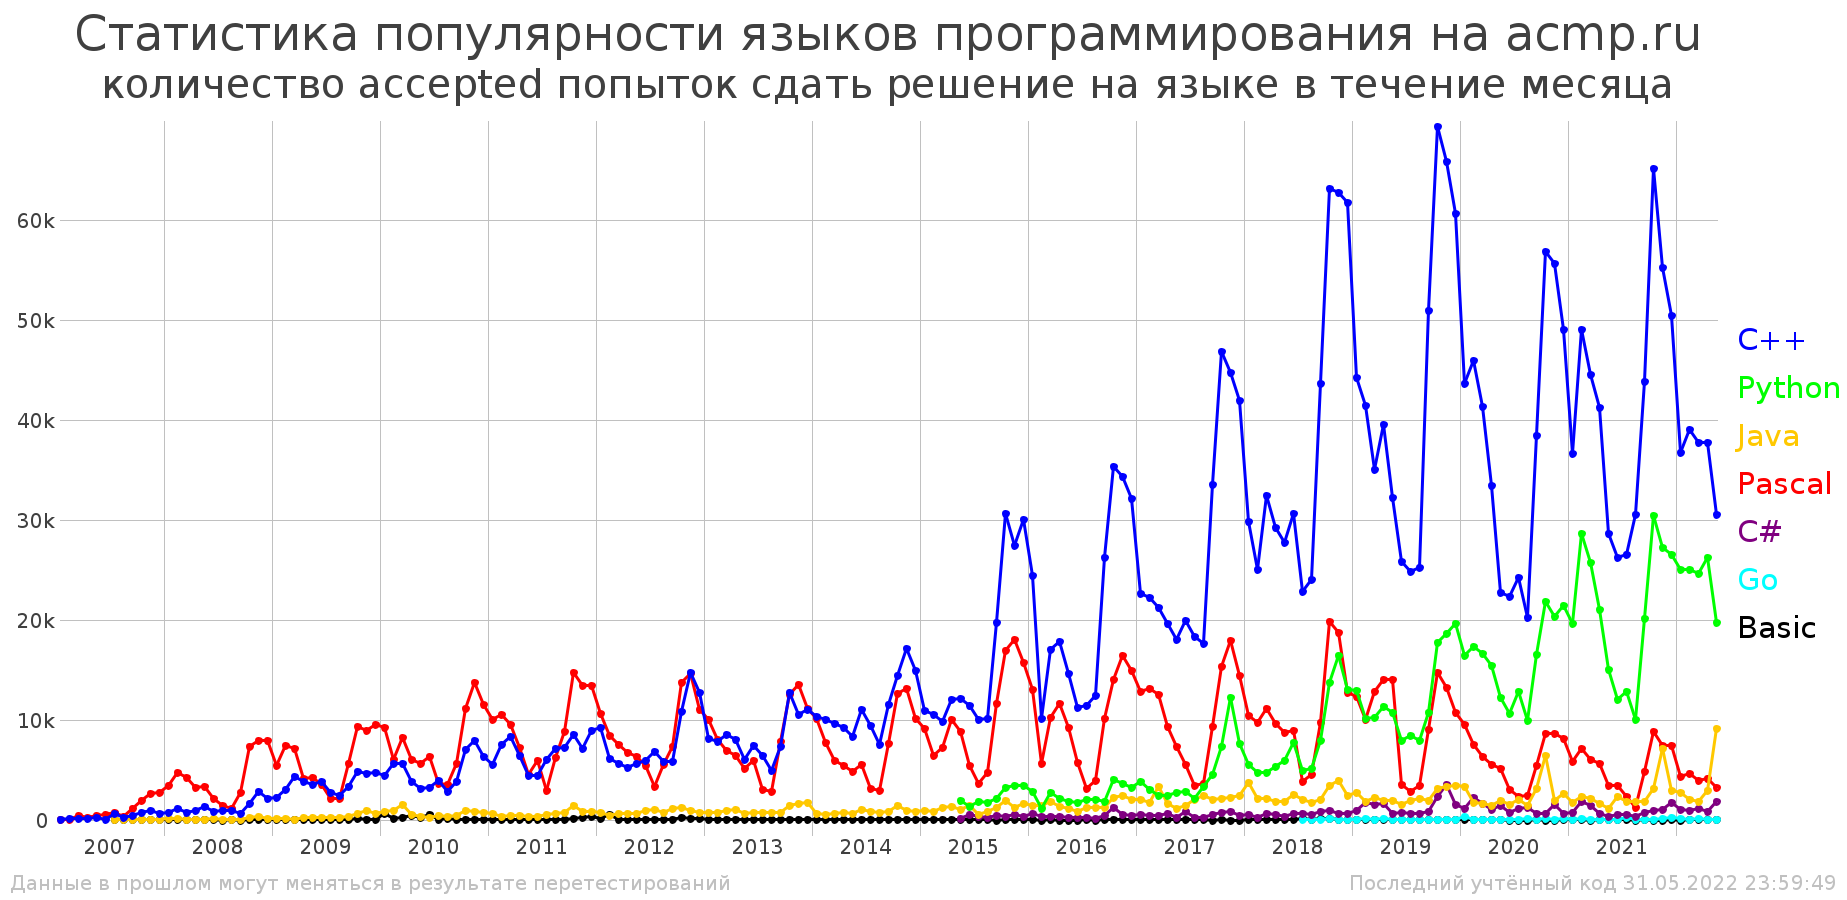 Статистика популярности языков программирования на acmp.ru
количество accepted попыток сдать решение на языке в течение месяца
60k
50k
40k
30k
20k
10k
0
C++
Python
Java
Pascal
C#
Go
Basic
2007 2008 2009 2010 2011 2012 2013 2014 2015 2016 2017 2018 2019 2020 2021
Данные в прошлом могут меняться в результате перетестирований
Последний учтённый код 31.05.2022 23:59:49